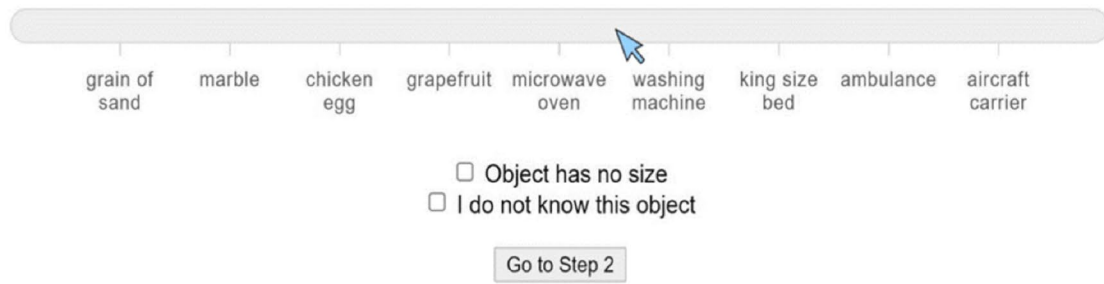 grain of marble chicken grapefruit microwave washing king size ambulance aircraft
sand egg oven machine bed carrier
Object has no size
I do not know this object
Go to Step 2